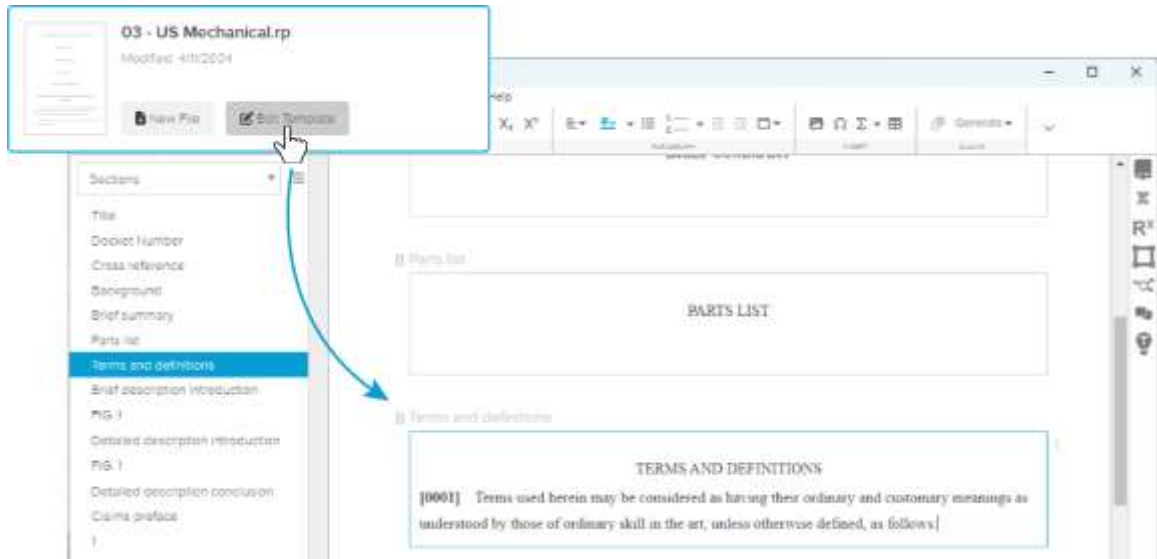 03 - US Mechanical.rp
Modified: 4/11/2024
New File
Edit Template
Help
X₂ X²
Generate
Sections
Title
Docket Number
Cross reference
Background
Brief summary
Parts list
Terms and definitions
Brief description introduction
FIG 1
Detailed description introduction
FIG. 1
Detailed description conclusion
Claims preface
1
Parts list
PARTS LIST
Terms and definitions
TERMS AND DEFINITIONS
[0001] Terms used herein may be considered as having their ordinary and customary meanings as
understood by those of ordinary skill in the art, unless otherwise defined, as follows: